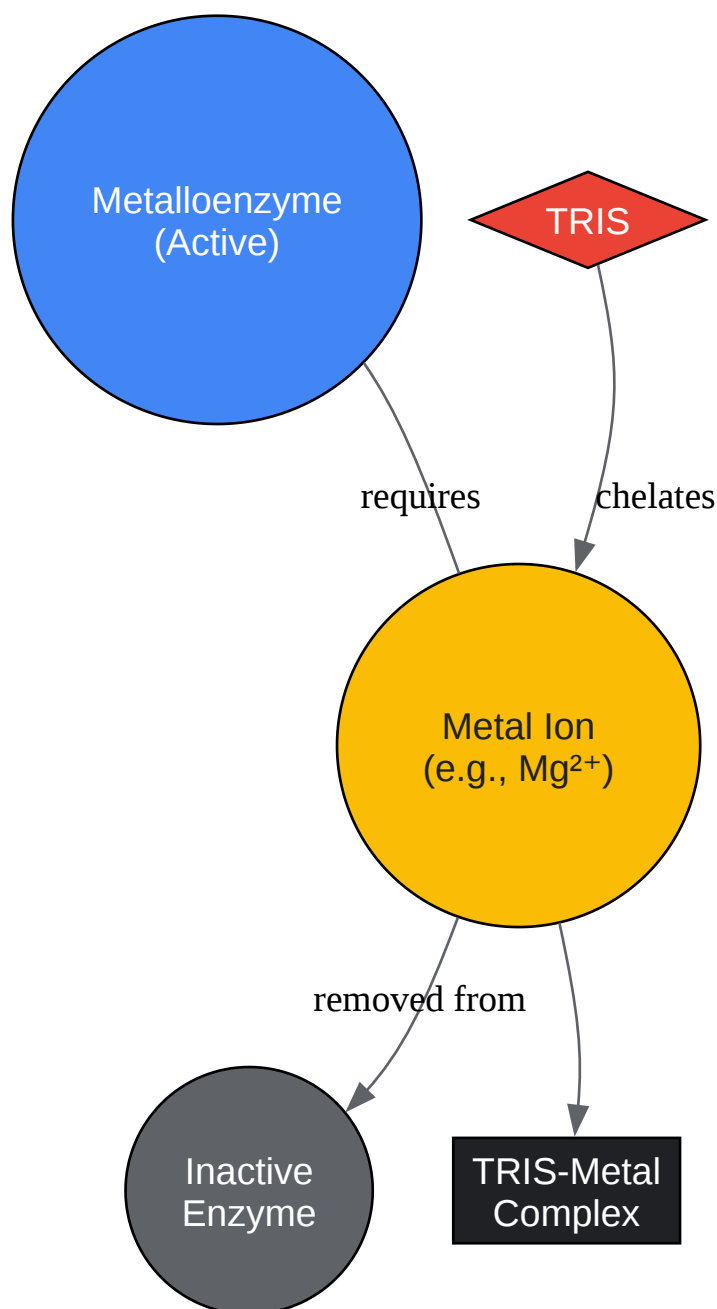 Metalloenzyme
(Active)
TRIS
requires
chelates
Metal Ion
(e.g., Mg²⁺)
removed from
Inactive
Enzyme
TRIS-Metal
Complex